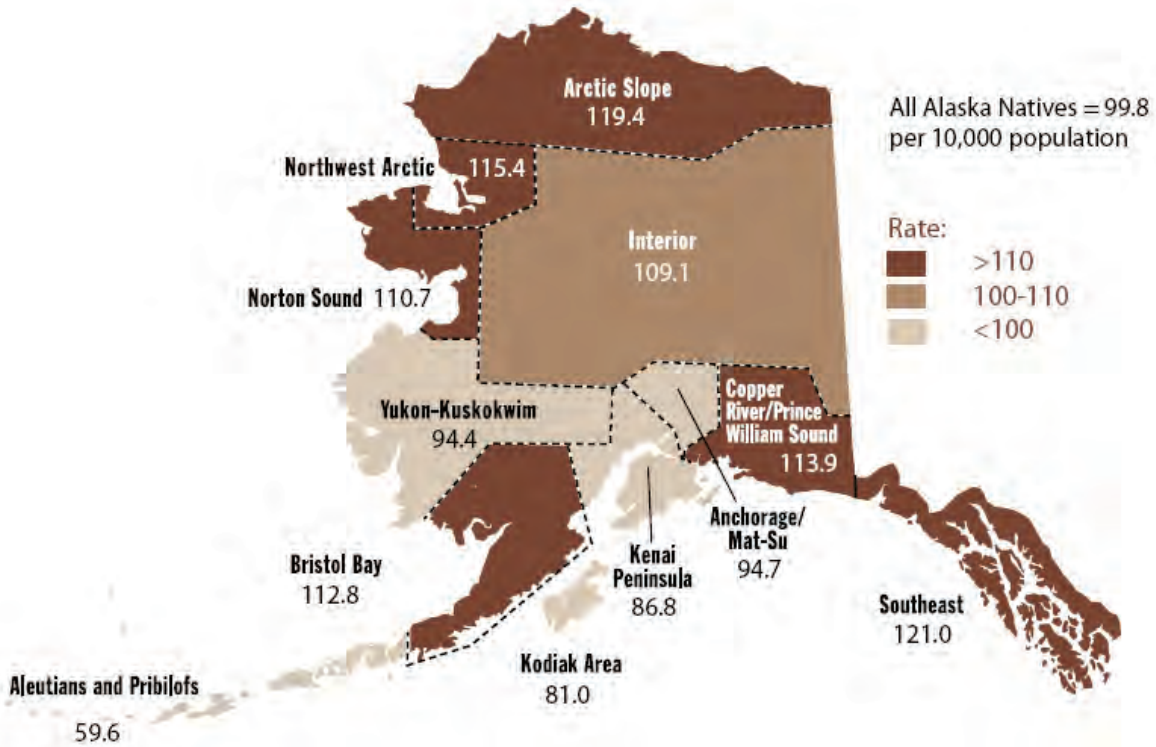 Arctic Slope
119.4
All Alaska Natives = 99.8
per 10,000 population
Northwest Arctic
115.4
Rate:
>110
100-110
<100
Interior
109.1
Norton Sound 110.7
Yukon-Kuskokwim
94.4
Copper
River/Prince
William Sound
113.9
Anchorage/
Mat-Su
94.7
Bristol Bay
112.8
Kenai
Peninsula
86.8
Southeast
121.0
Kodiak Area
81.0
Aleutians and Pribilofs
59.6